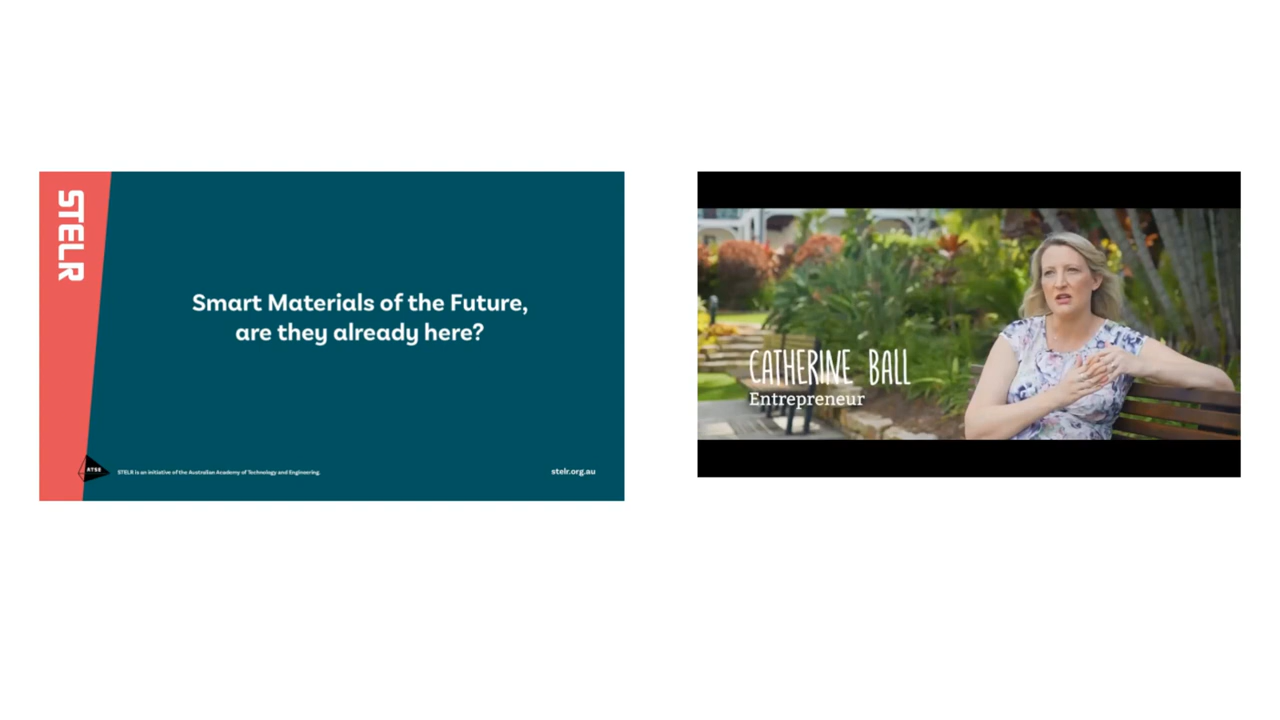 STELR
Smart Materials of the Future,
are they already here?
ATSE
STELR is an initiative of the Australian Academy of Technology and Engineering.
stelr.org.au
CATHERINE BALL
Entrepreneur